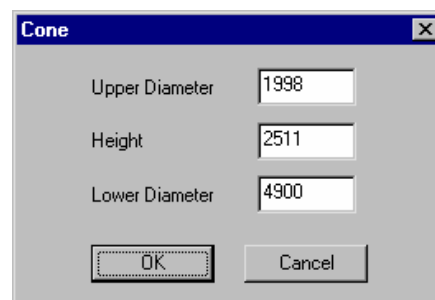 Cone
Upper Diameter 1998
Height 2511
Lower Diameter 4900
OK Cancel